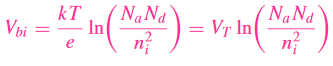 V_{bi} = \frac{kT}{e} \ln\left(\frac{N_a N_d}{n_i^2}\right) = V_T \ln\left(\frac{N_a N_d}{n_i^2}\right)